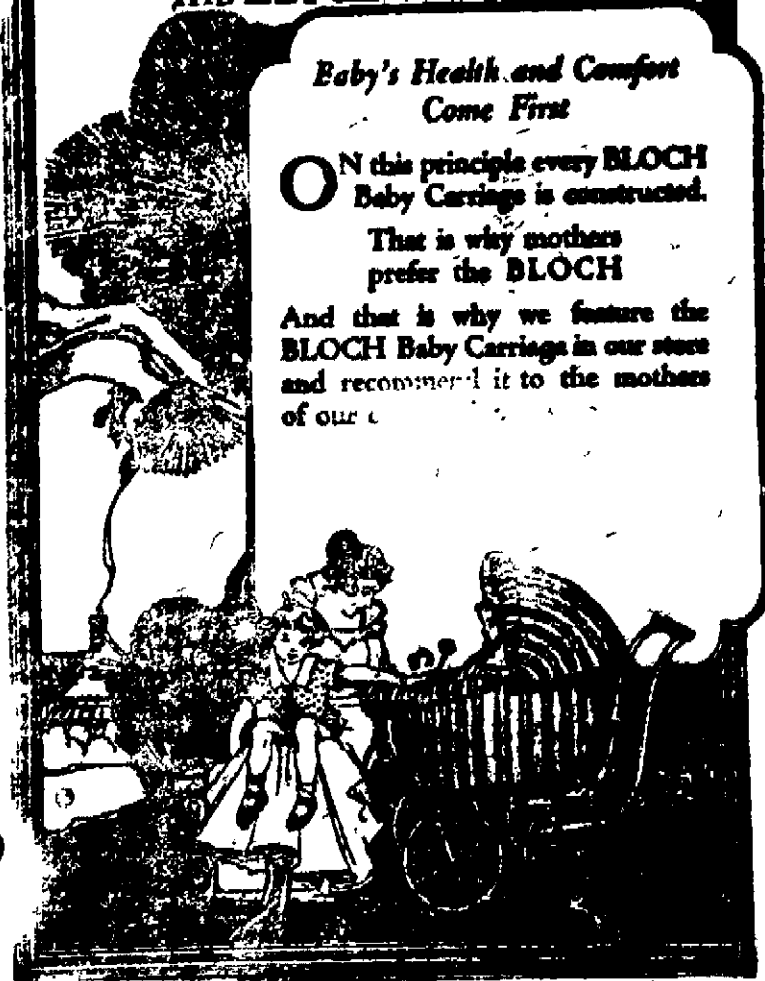 Baby's Health and Comfort
Come First
ON this principle every BLOCH
Baby Carriage is constructed.
That is why mothers
prefer the BLOCH
And that is why we feature the
BLOCH Baby Carriage in our store
and recommend it to the mothers
of our